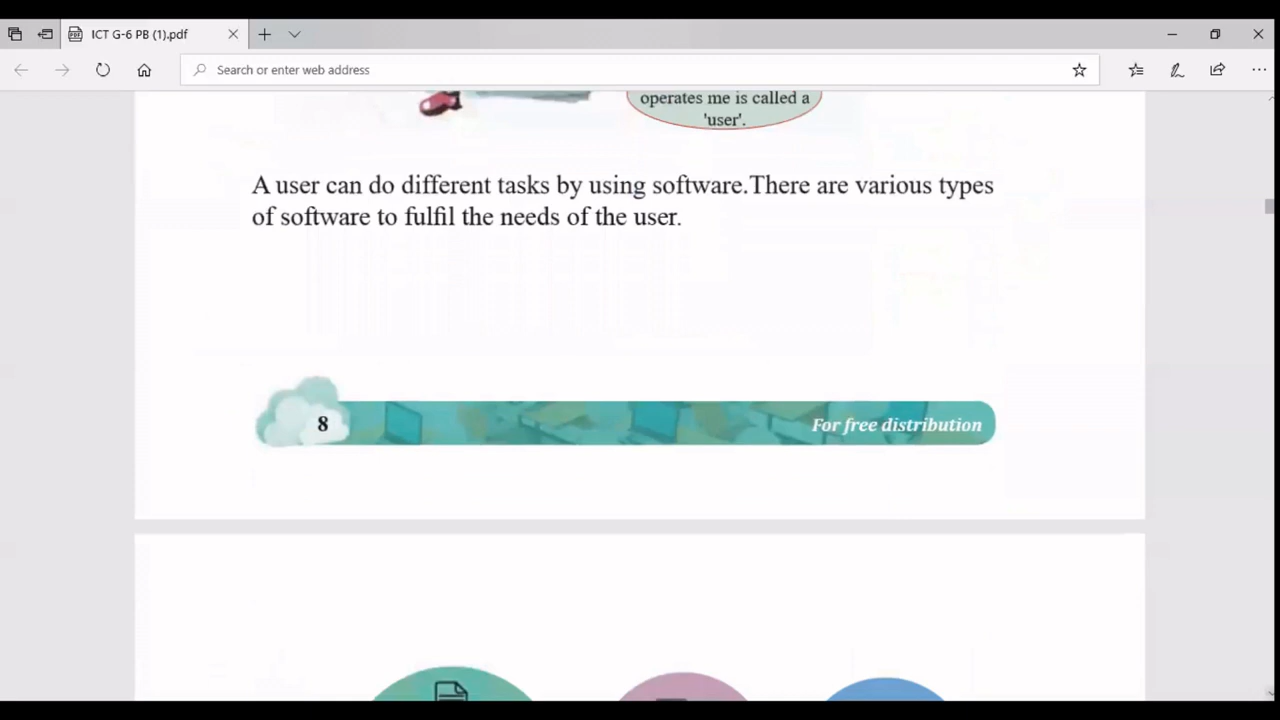 ICT G-6 PB (1).pdf
Search or enter web address
operates me is called a
'user'.
A user can do different tasks by using software.There are various types
of software to fulfil the needs of the user.
8
For free distribution